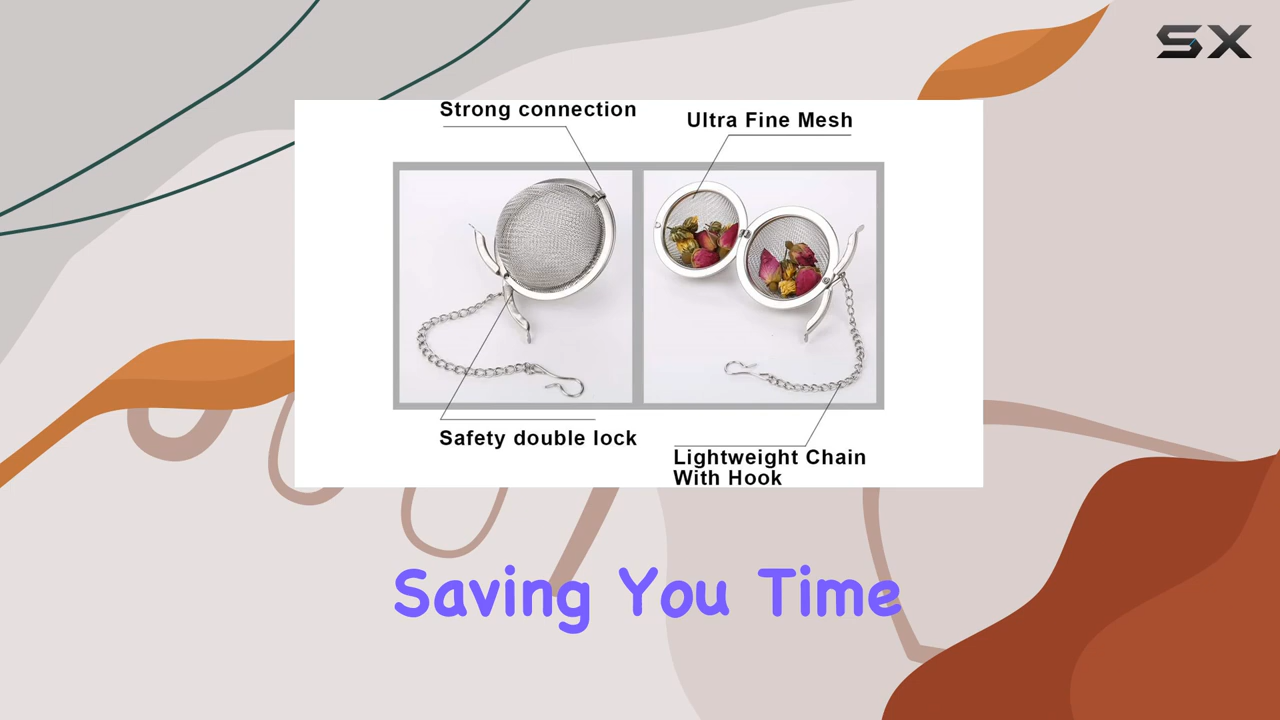 SX
Strong connection
Ultra Fine Mesh
Safety double lock
Lightweight Chain
With Hook
Saving You Time